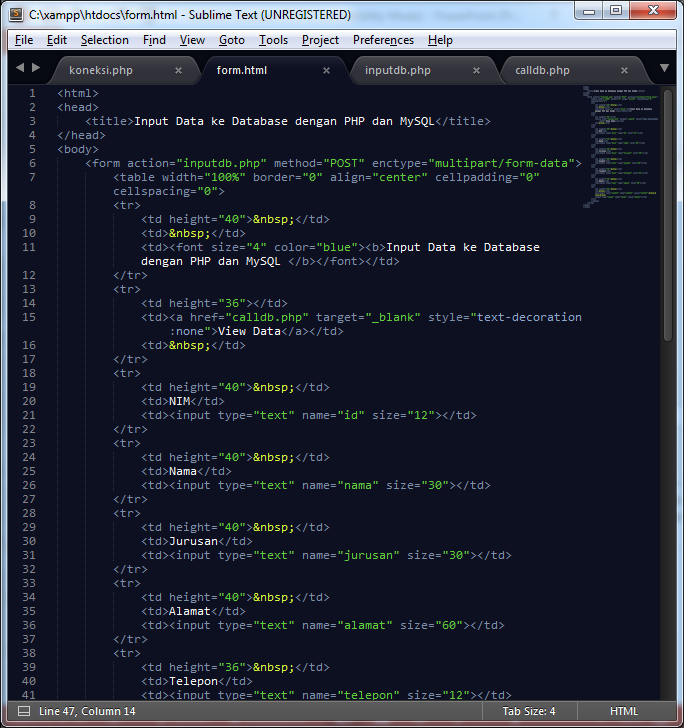 C:\xampp\htdocs\form.html - Sublime Text (UNREGISTERED)
File Edit Selection Find View Goto Tools Project Preferences Help
koneksi.php × form.html × inputdb.php × calldb.php ×
1 <html>
2 <head>
3 <title>Input Data ke Database dengan PHP dan MySQL</title>
4 </head>
5 <body>
6 <form action="inputdb.php" method="POST" enctype="multipart/form-data">
7 <table width="100%" border="0" align="center" cellpadding="0"
cellspacing="0">
8 <tr>
9 <td height="40">&nbsp;</td>
10 <td>&nbsp;</td>
11 <td><font size="4" color="blue"><b>Input Data ke Database
dengan PHP dan MySQL </b></font></td>
12 </tr>
13 <tr>
14 <td height="36"></td>
15 <td><a href="calldb.php" target="_blank" style="text-decoration
:none">View Data</a></td>
16 <td>&nbsp;</td>
17 </tr>
18 <tr>
19 <td height="40">&nbsp;</td>
20 <td>NIM</td>
21 <td><input type="text" name="id" size="12"></td>
22 </tr>
23 <tr>
24 <td height="40">&nbsp;</td>
25 <td>Nama</td>
26 <td><input type="text" name="nama" size="30"></td>
27 </tr>
28 <tr>
29 <td height="40">&nbsp;</td>
30 <td>Jurusan</td>
31 <td><input type="text" name="jurusan" size="30"></td>
32 </tr>
33 <tr>
34 <td height="40">&nbsp;</td>
35 <td>Alamat</td>
36 <td><input type="text" name="alamat" size="60"></td>
37 </tr>
38 <tr>
39 <td height="36">&nbsp;</td>
40 <td>Telepon</td>
41 <td><input type="text" name="telepon" size="12"></td>
Line 47, Column 14 Tab Size: 4 HTML